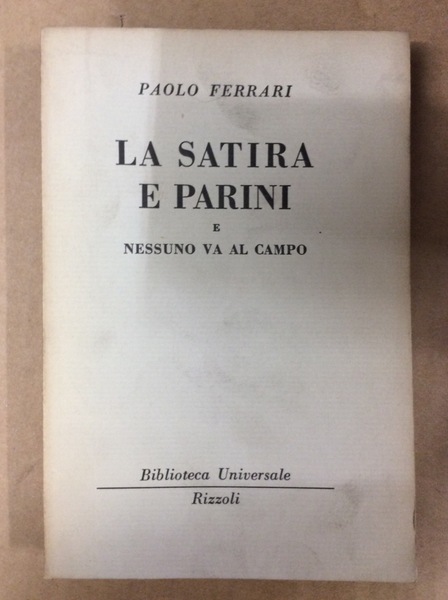 PAOLO FERRARI
LA SATIRA
E PARINI
E
NESSUNO VA AL CAMPO
Biblioteca Universale
Rizzoli